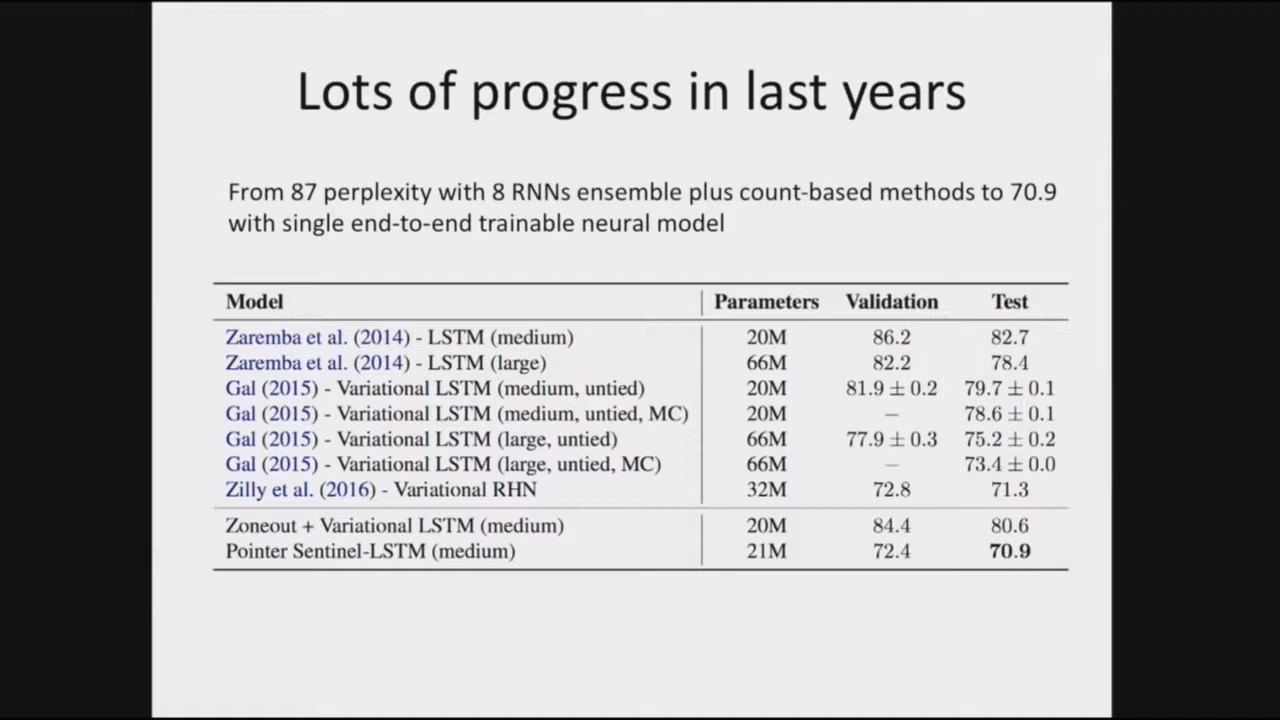 Lots of progress in last years
From 87 perplexity with 8 RNNs ensemble plus count-based methods to 70.9
with single end-to-end trainable neural model
Model Parameters Validation Test
Zaremba et al. (2014) - LSTM (medium) 20M 86.2 82.7
Zaremba et al. (2014) - LSTM (large) 66M 82.2 78.4
Gal (2015) - Variational LSTM (medium, untied) 20M 81.9 ± 0.2 79.7 ± 0.1
Gal (2015) - Variational LSTM (medium, untied, MC) 20M – 78.6 ± 0.1
Gal (2015) - Variational LSTM (large, untied) 66M 77.9 ± 0.3 75.2 ± 0.2
Gal (2015) - Variational LSTM (large, untied, MC) 66M – 73.4 ± 0.0
Zilly et al. (2016) - Variational RHN 32M 72.8 71.3
Zoneout + Variational LSTM (medium) 20M 84.4 80.6
Pointer Sentinel-LSTM (medium) 21M 72.4 70.9